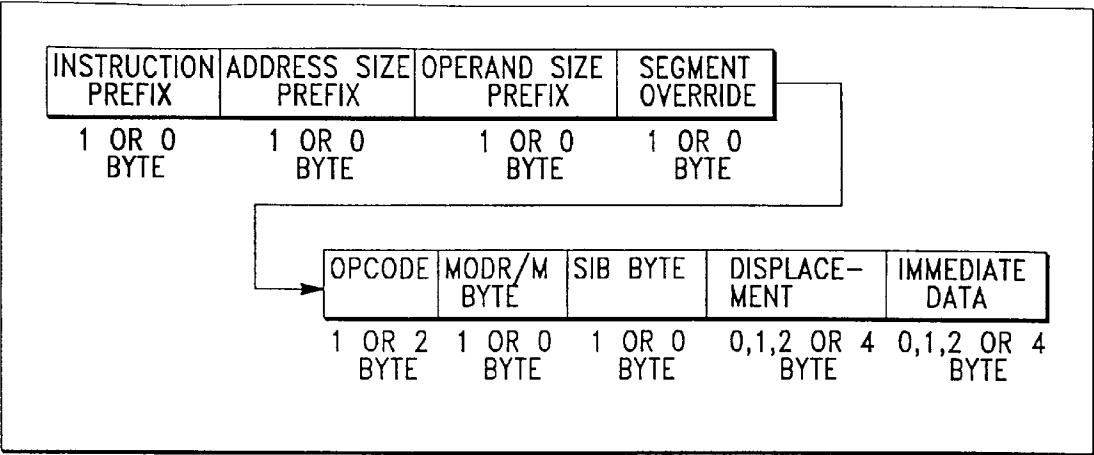 INSTRUCTION PREFIX
ADDRESS SIZE PREFIX
OPERAND SIZE PREFIX
SEGMENT OVERRIDE
1 OR 0 BYTE
1 OR 0 BYTE
1 OR 0 BYTE
1 OR 0 BYTE
OPCODE
MODR/M BYTE
SIB BYTE
DISPLACE-
MENT
IMMEDIATE DATA
1 OR 2 BYTE
1 OR 0 BYTE
1 OR 0 BYTE
0,1,2 OR 4 BYTE
0,1,2 OR 4 BYTE